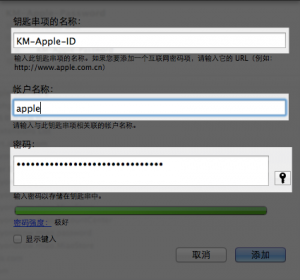 钥匙串项的名称:
KM-Apple-ID
输入此钥匙串项的名称。如果您要添加一个互联网密码项，请输入它的 URL（例如:
http://www.apple.com.cn）
帐户名称:
apple
请输入与此钥匙串项相关联的帐户名称。
密码:
••••••••••••••••••••••••••••••••
输入密码以存储在钥匙串中。
密码强度: 极好
显示键入
取消 添加